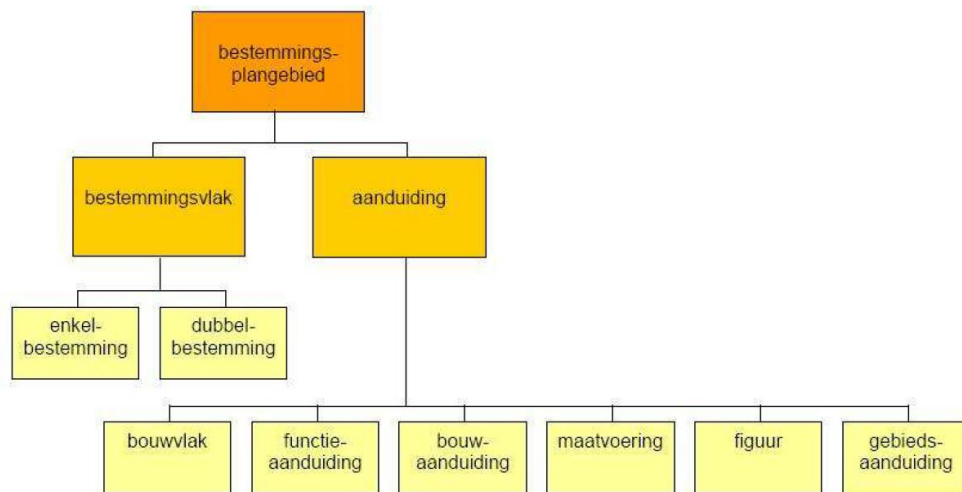 bestemmings-
plangebied
bestemmingsvlak
aanduiding
enkel-
bestemming
dubbel-
bestemming
bouwvlak
functie-
aanduiding
bouw-
aanduiding
maatvoering
figuur
gebieds-
aanduiding